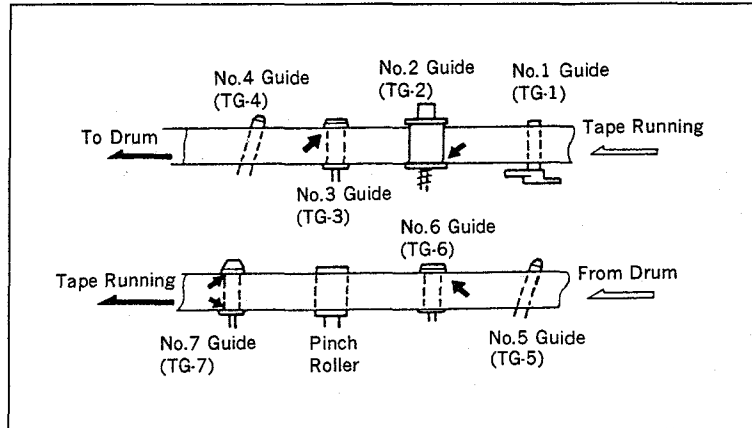 No.4 Guide
(TG-4)
No.2 Guide
(TG-2)
No.1 Guide
(TG-1)
To Drum
Tape Running
No.3 Guide
(TG-3)
No.6 Guide
(TG-6)
Tape Running
From Drum
No.7 Guide
(TG-7)
Pinch
Roller
No.5 Guide
(TG-5)